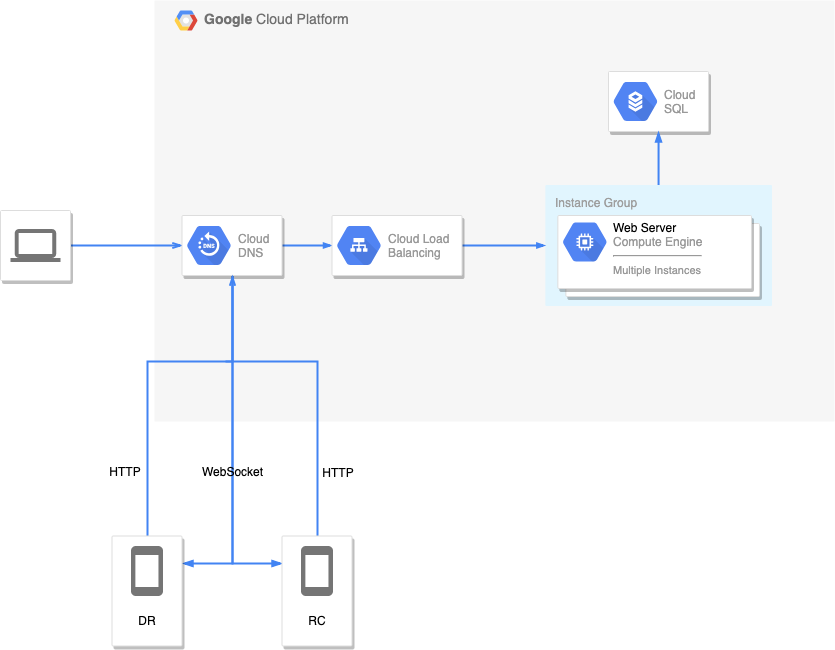 Google Cloud Platform
Cloud
SQL
Instance Group
Web Server
Compute Engine
Multiple Instances
Cloud
DNS
DNS
Cloud Load
Balancing
HTTP
WebSocket
HTTP
DR
RC